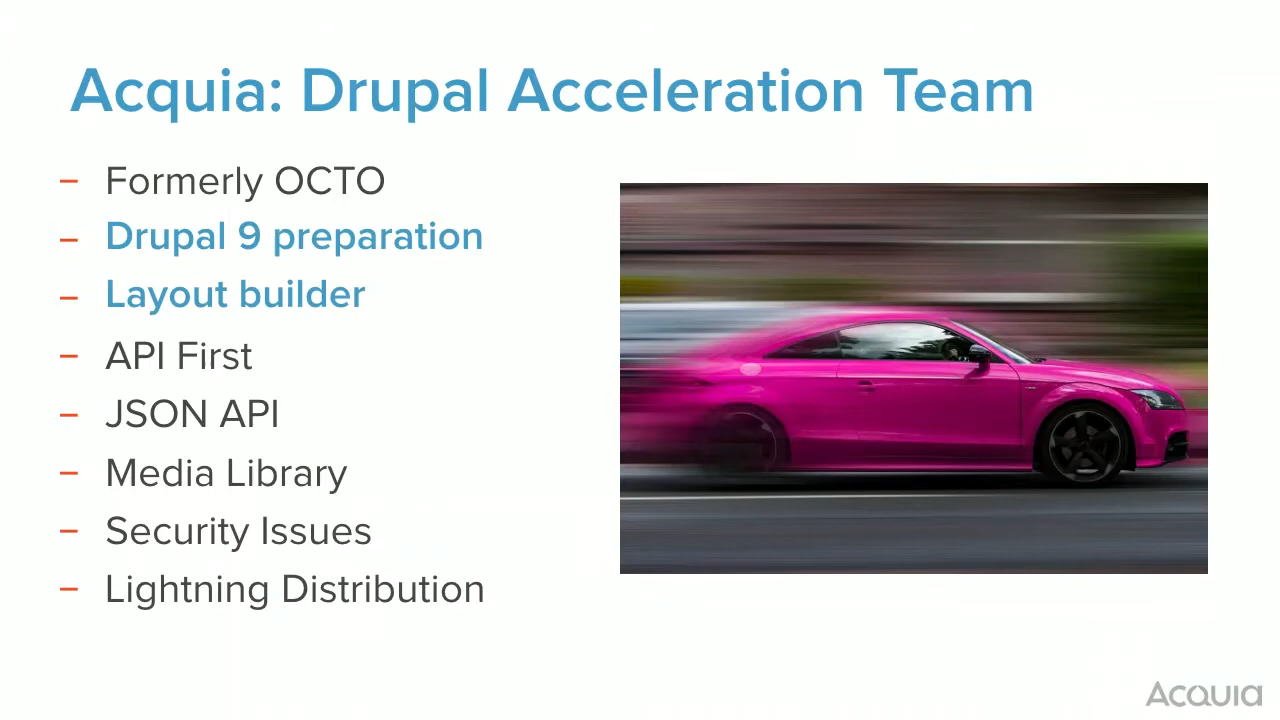 Acquia: Drupal Acceleration Team
– Formerly OCTO
– Drupal 9 preparation
– Layout builder
– API First
– JSON API
– Media Library
– Security Issues
– Lightning Distribution
Acquia